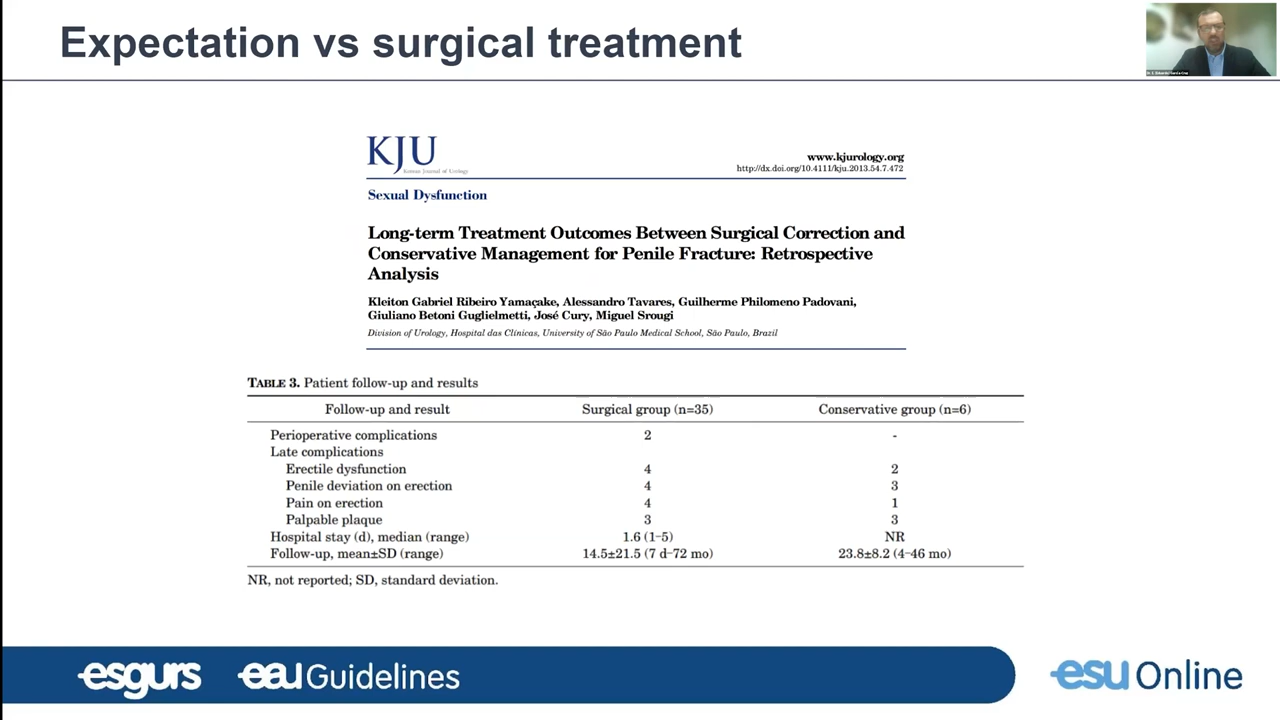 Expectation vs surgical treatment
KJU
Korean Journal of Urology
www.kjurology.org
http://dx.doi.org/10.4111/kju.2013.54.7.472
Sexual Dysfunction
Long-term Treatment Outcomes Between Surgical Correction and
Conservative Management for Penile Fracture: Retrospective
Analysis
Kleiton Gabriel Ribeiro Yamaçake, Alessandro Tavares, Guilherme Philomeno Padovani,
Giuliano Betoni Guglielmetti, José Cury, Miguel Srougi
Division of Urology, Hospital das Clínicas, University of São Paulo Medical School, São Paulo, Brazil
TABLE 3. Patient follow-up and results
Follow-up and result Surgical group (n=35) Conservative group (n=6)
Perioperative complications 2 -
Late complications
Erectile dysfunction 4 2
Penile deviation on erection 4 3
Pain on erection 4 1
Palpable plaque 3 3
Hospital stay (d), median (range) 1.6 (1-5) NR
Follow-up, mean±SD (range) 14.5±21.5 (7 d-72 mo) 23.8±8.2 (4-46 mo)
NR, not reported; SD, standard deviation.
esgurs eau Guidelines esu Online